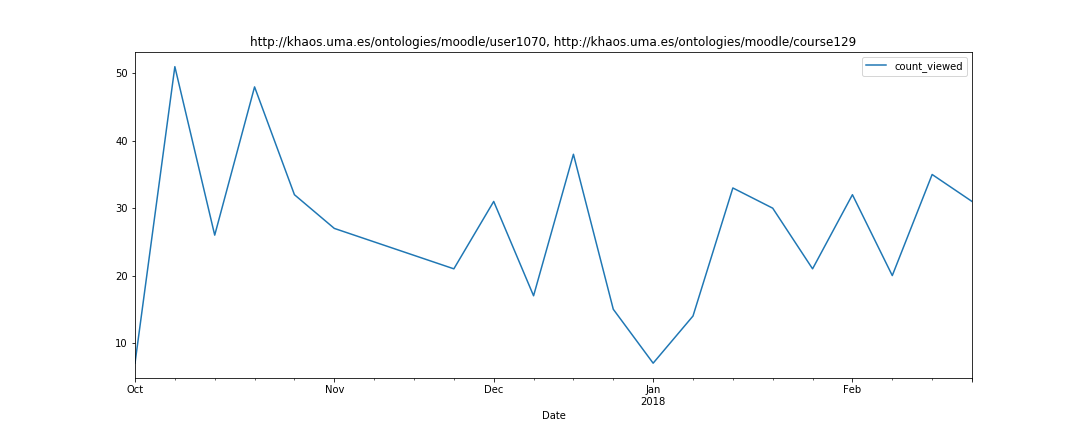 http://khaos.uma.es/ontologies/moodle/user1070, http://khaos.uma.es/ontologies/moodle/course129
count_viewed
50
40
30
20
10
Oct Nov Dec Jan Feb
2018
Date